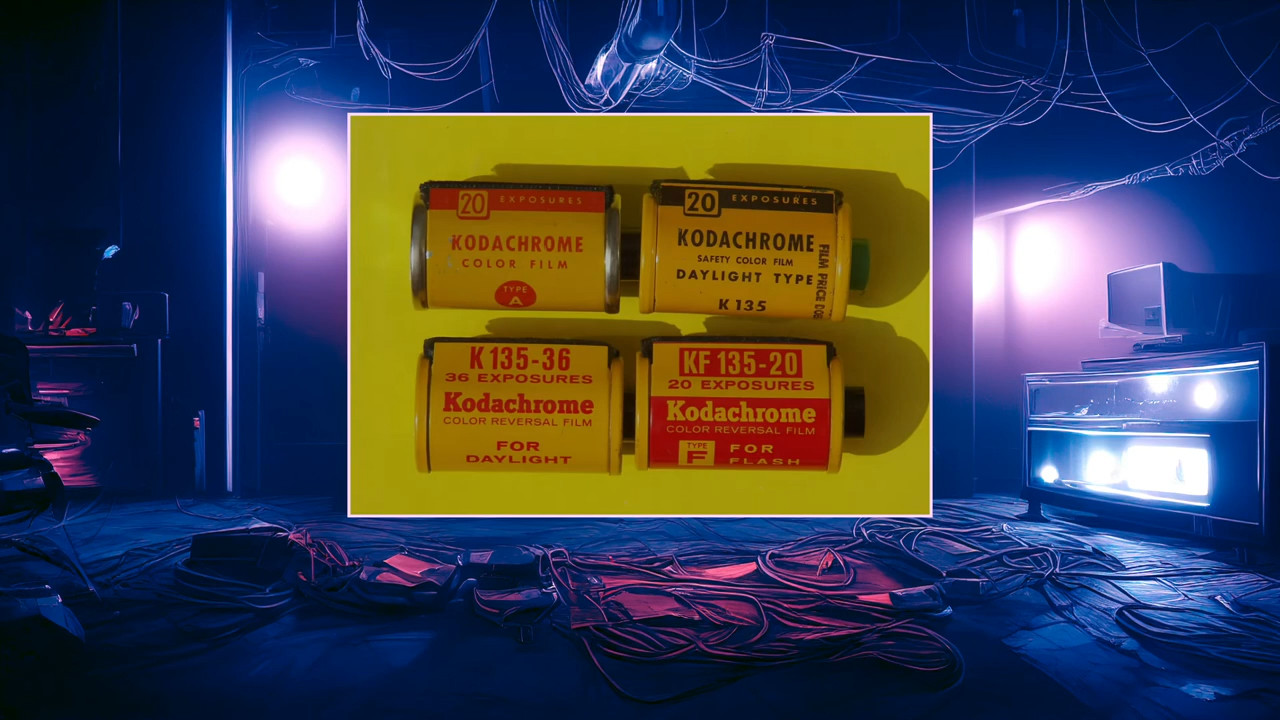 20 EXPOSURES
KODACHROME
COLOR FILM
TYPE
A
20 EXPOSURES
KODACHROME
SAFETY COLOR FILM
DAYLIGHT TYPE
K 135
FILM PRICE
K 135-36
36 EXPOSURES
Kodachrome
COLOR REVERSAL FILM
FOR
DAYLIGHT
KF 135-20
20 EXPOSURES
Kodachrome
COLOR REVERSAL FILM
TYPE
F
FOR
FLASH